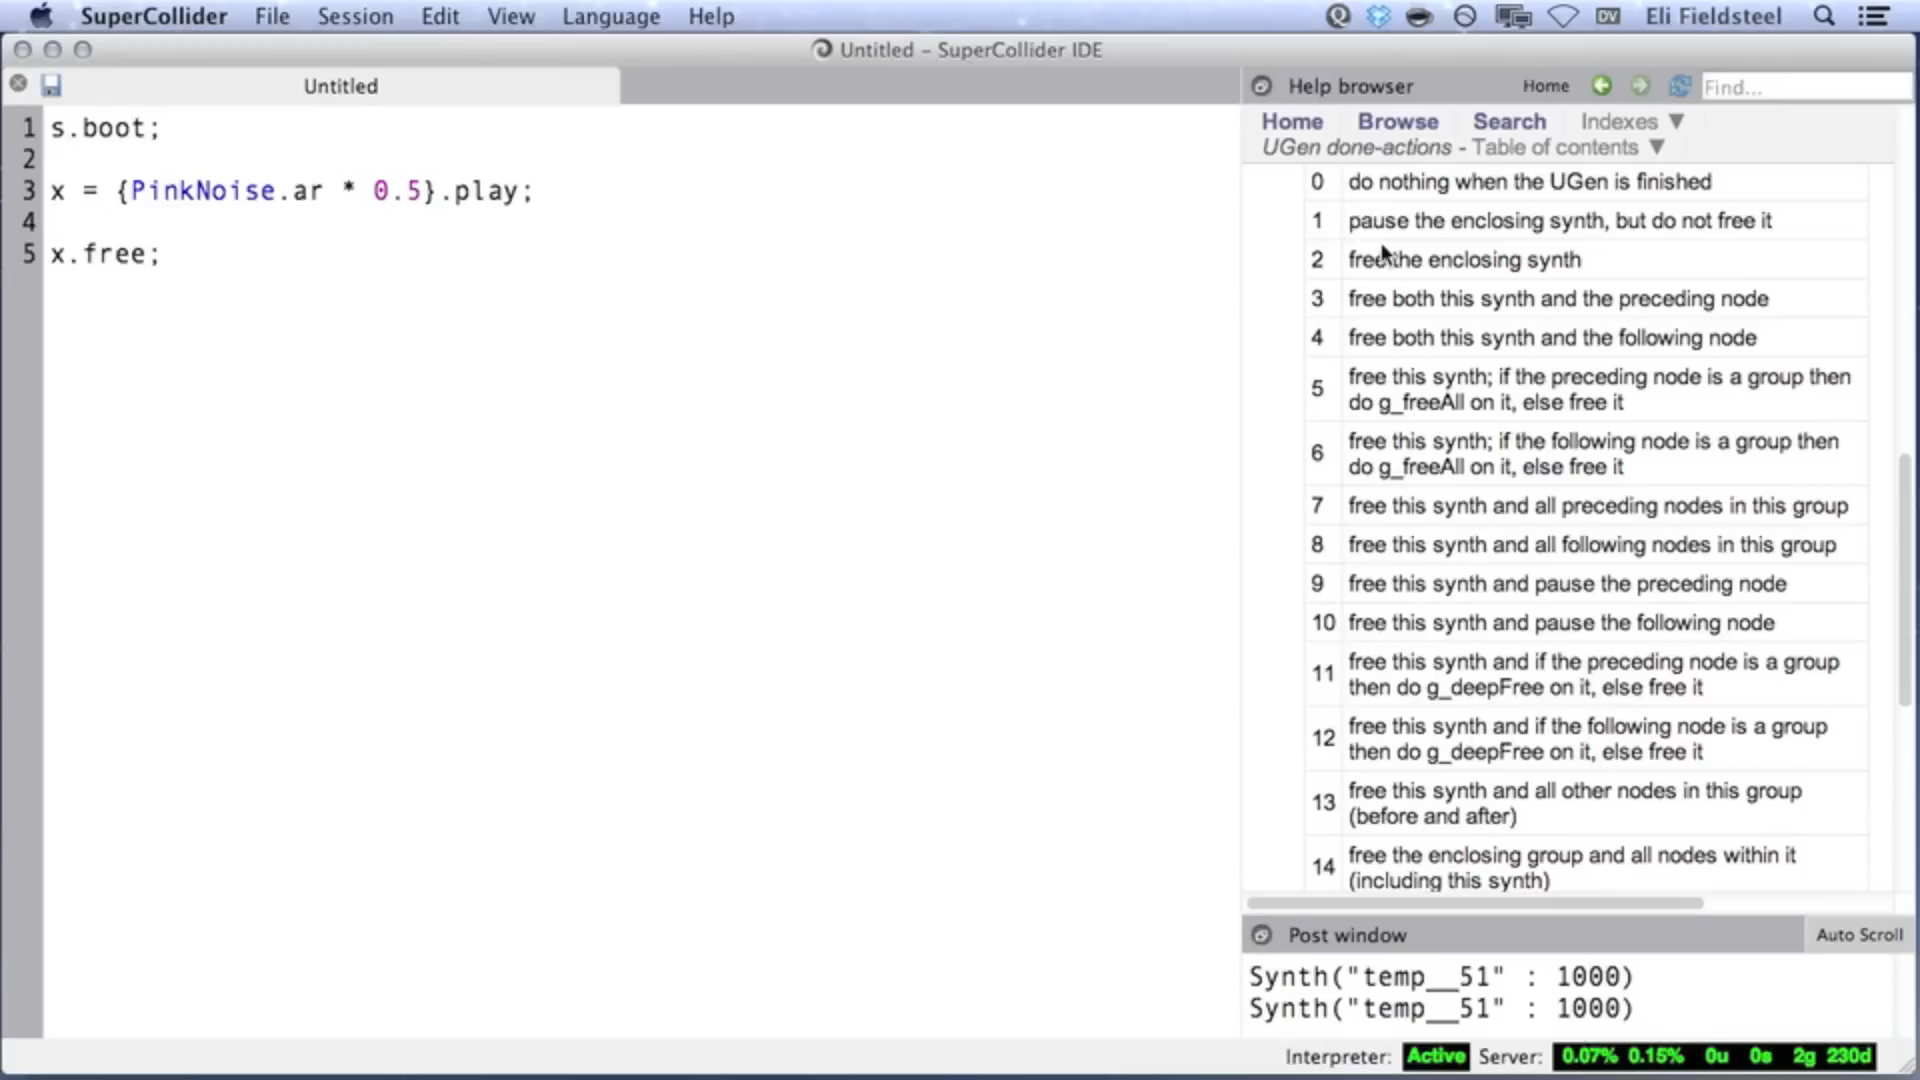 SuperCollider File Session Edit View Language Help Eli Fieldsteel
Untitled – SuperCollider IDE
Untitled
1 s.boot;
2
3 x = {PinkNoise.ar * 0.5}.play;
4
5 x.free;
Help browser Home Find...
Home Browse Search Indexes ▼
UGen done-actions - Table of contents ▼
0 do nothing when the UGen is finished
1 pause the enclosing synth, but do not free it
2 free the enclosing synth
3 free both this synth and the preceding node
4 free both this synth and the following node
5 free this synth; if the preceding node is a group then
do g_freeAll on it, else free it
6 free this synth; if the following node is a group then
do g_freeAll on it, else free it
7 free this synth and all preceding nodes in this group
8 free this synth and all following nodes in this group
9 free this synth and pause the preceding node
10 free this synth and pause the following node
11 free this synth and if the preceding node is a group
then do g_deepFree on it, else free it
12 free this synth and if the following node is a group
then do g_deepFree on it, else free it
13 free this synth and all other nodes in this group
(before and after)
14 free the enclosing group and all nodes within it
(including this synth)
Post window Auto Scroll
Synth("temp__51" : 1000)
Synth("temp__51" : 1000)
Interpreter: Active Server: 0.07% 0.15% 0u 0s 2g 230d